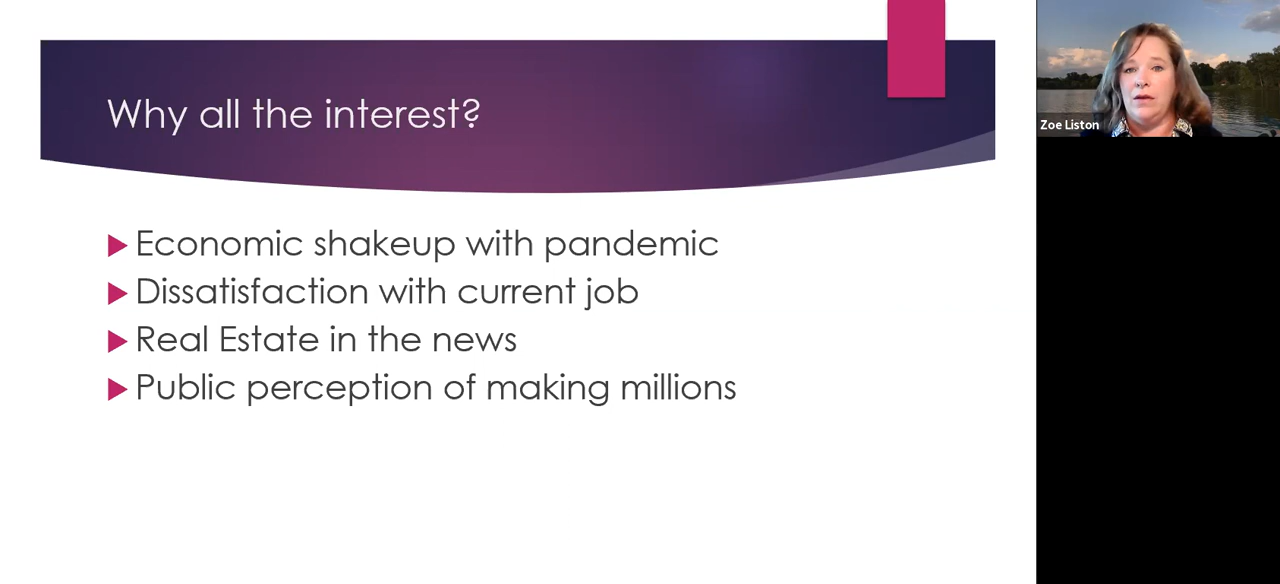 Why all the interest?
Economic shakeup with pandemic
Dissatisfaction with current job
Real Estate in the news
Public perception of making millions
Zoe Liston